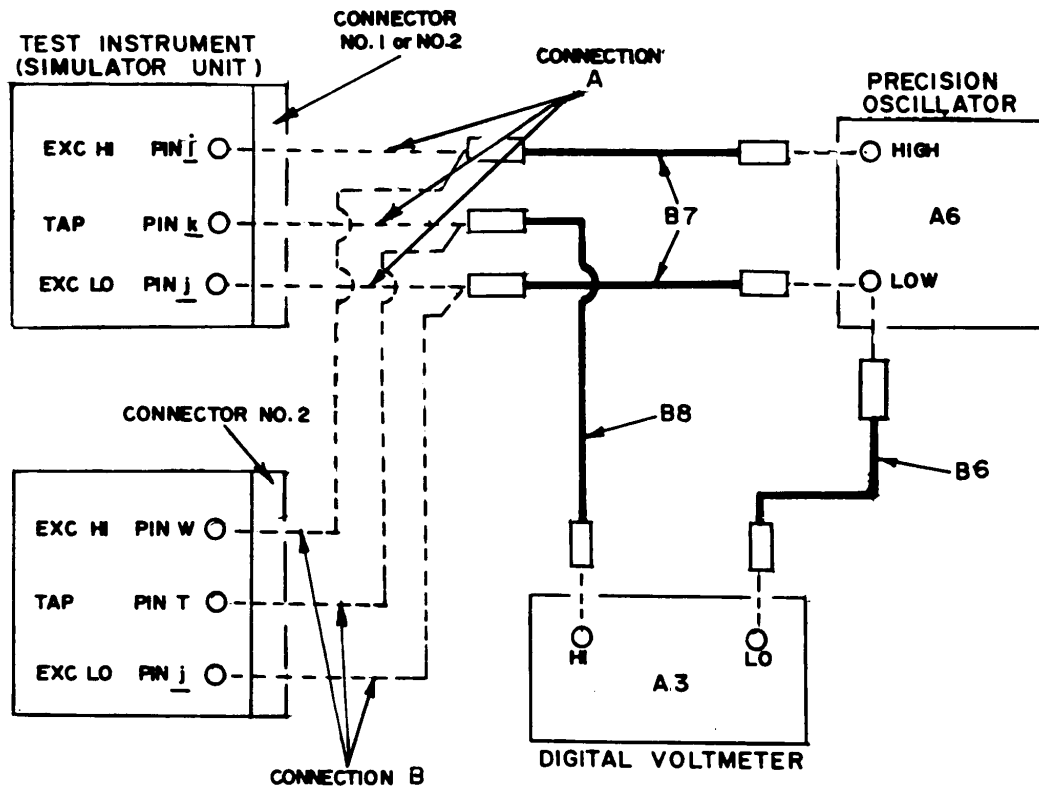 CONNECTOR
NO. 1 or NO.2
TEST INSTRUMENT
(SIMULATOR UNIT)
CONNECTION
A
PRECISION
OSCILLATOR
EXC HI PIN
HIGH
TAP PIN k
B7
A6
EXC LO PIN j
LOW
CONNECTOR NO. 2
B8
B6
EXC HI PIN W
TAP PIN T
HI
LO
EXC LO PIN j
A3
DIGITAL VOLTMETER
CONNECTION B